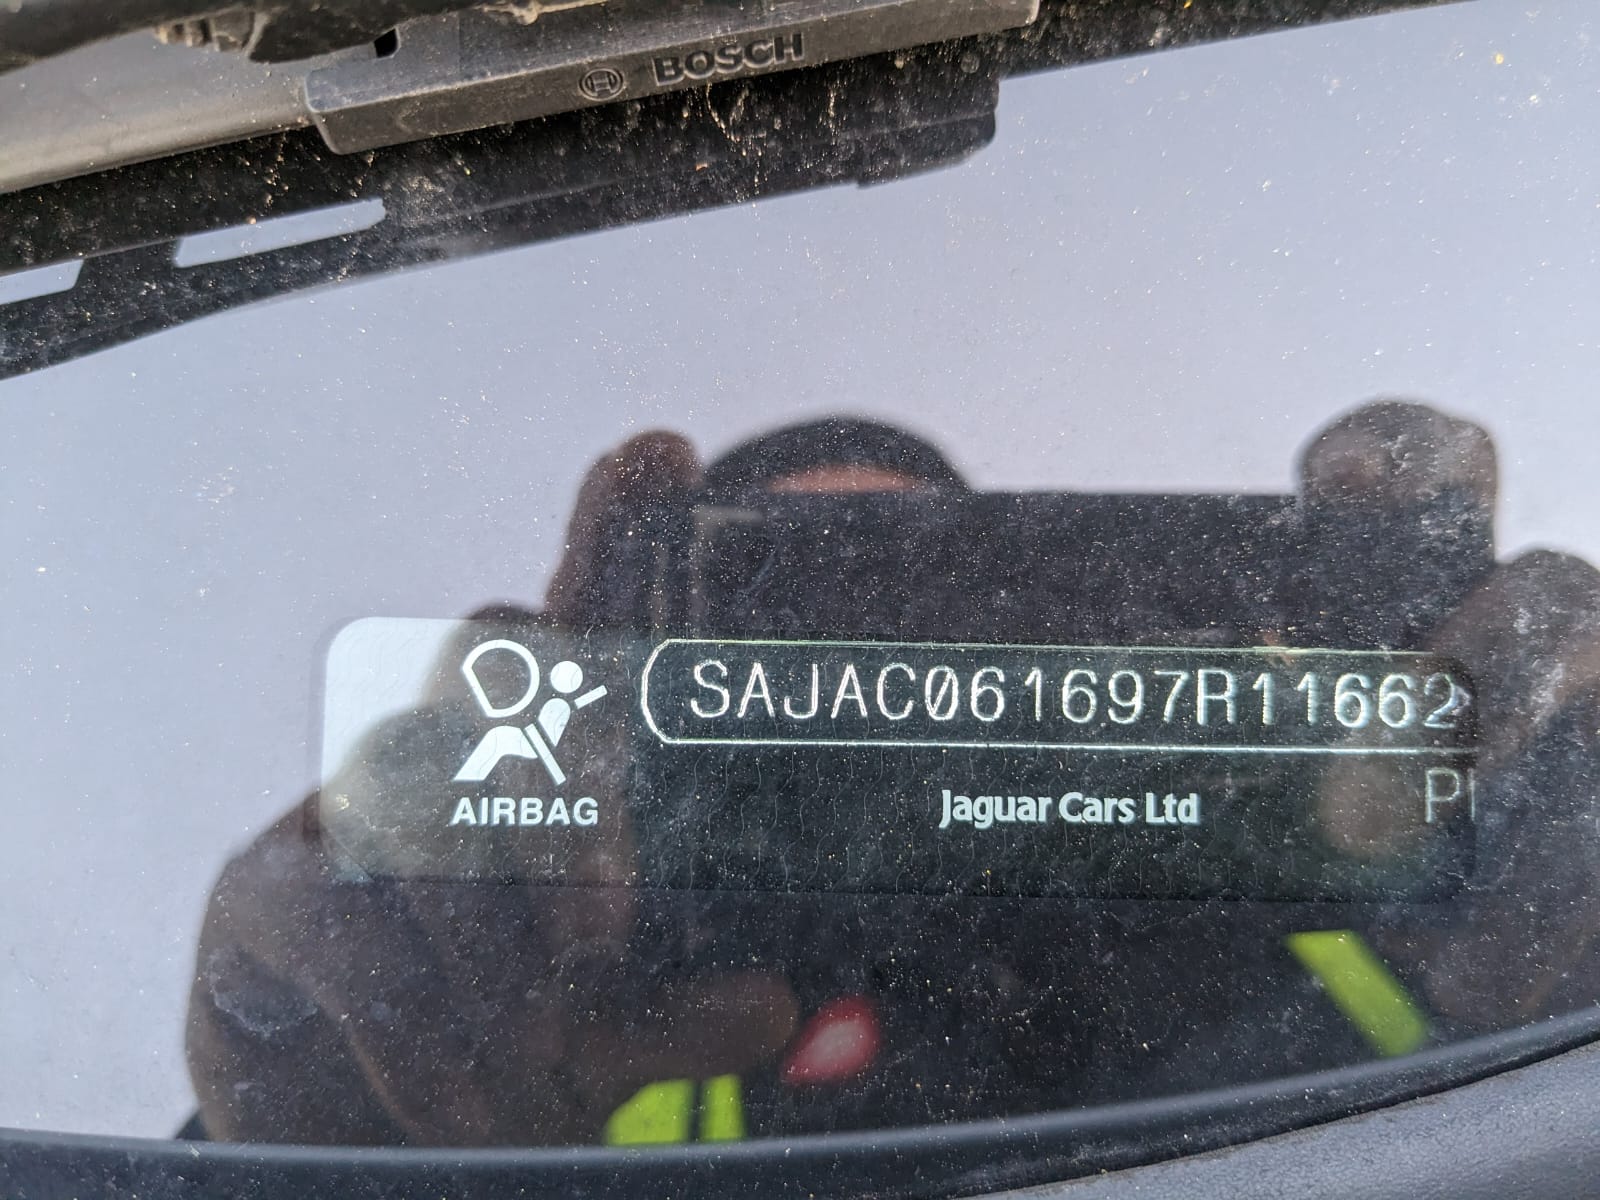 BOSCH
SAJAC061697R11662
AIRBAG
Jaguar Cars Ltd